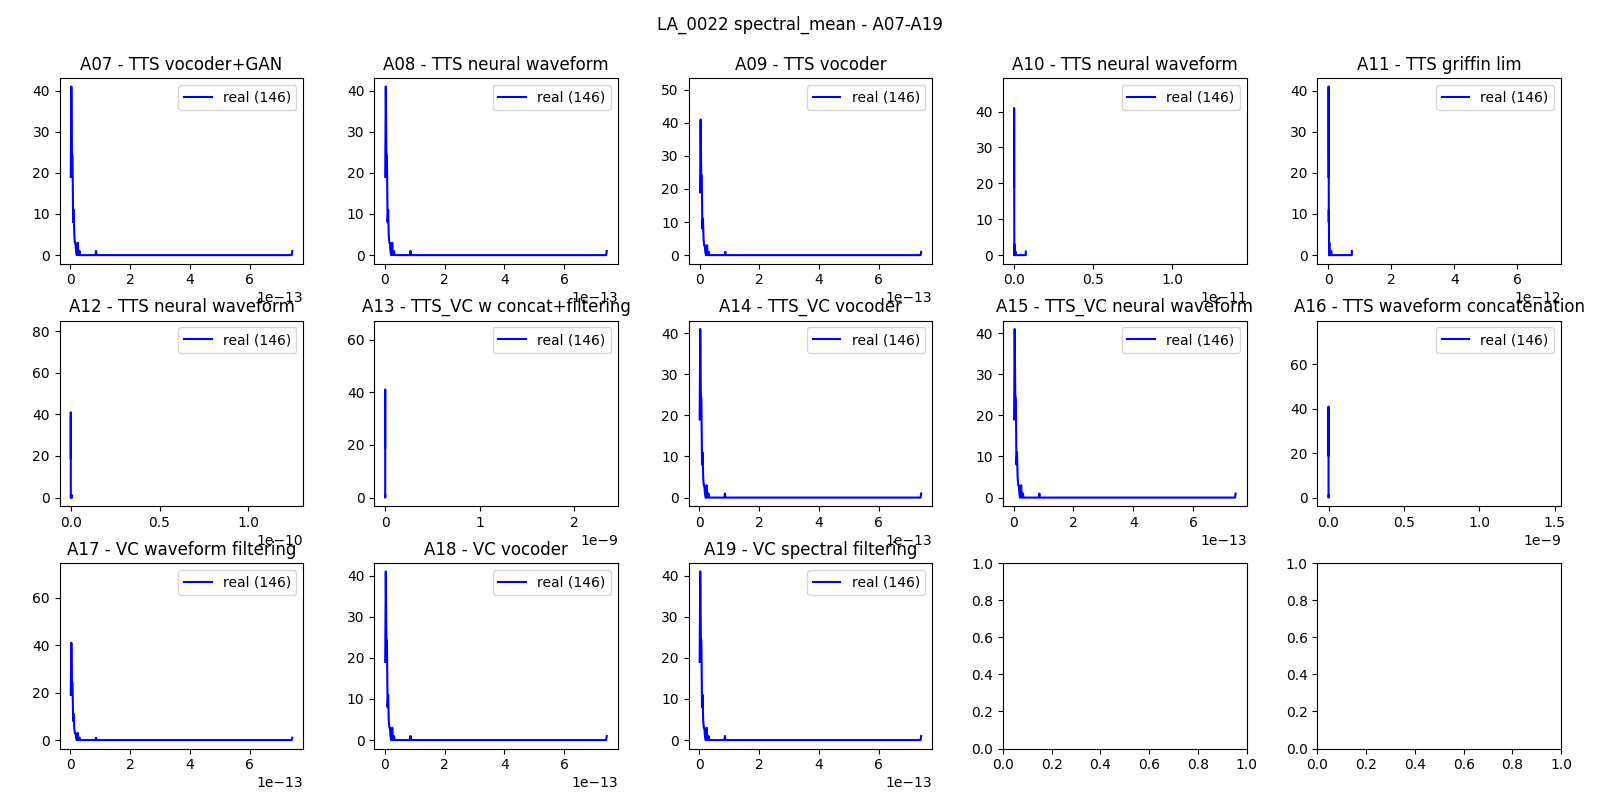 LA_0022 spectral_mean - A07-A19
A07 - TTS vocoder+GAN
real (146)
40
30
20
10
0
0 2 4 6
1e−13
A08 - TTS neural waveform
real (146)
40
30
20
10
0
0 2 4 6
1e−13
A09 - TTS vocoder
real (146)
50
40
30
20
10
0
0 2 4 6
1e−13
A10 - TTS neural waveform
real (146)
40
30
20
10
0
0.0 0.5 1.0
1e−11
A11 - TTS griffin lim
real (146)
40
30
20
10
0
0 2 4 6
1e−12
A12 - TTS neural waveform
real (146)
80
60
40
20
0
0.0 0.5 1.0
1e−10
A13 - TTS_VC w concat+filtering
real (146)
60
40
20
0
0 1 2
1e−9
A14 - TTS_VC vocoder
real (146)
40
30
20
10
0
0 2 4 6
1e−13
A15 - TTS_VC neural waveform
real (146)
40
30
20
10
0
0 2 4 6
1e−13
A16 - TTS waveform concatenation
real (146)
60
40
20
0
0.0 0.5 1.0 1.5
1e−9
A17 - VC waveform filtering
real (146)
60
40
20
0
0 2 4 6
1e−13
A18 - VC vocoder
real (146)
40
30
20
10
0
0 2 4 6
1e−13
A19 - VC spectral filtering
real (146)
40
30
20
10
0
0 2 4 6
1e−13
1.0
0.8
0.6
0.4
0.2
0.0
0.0 0.2 0.4 0.6 0.8 1.0
1.0
0.8
0.6
0.4
0.2
0.0
0.0 0.2 0.4 0.6 0.8 1.0